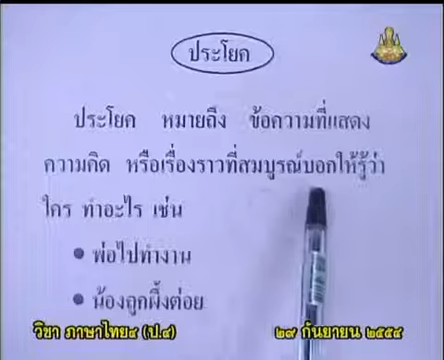 ประโยค
ประโยค หมายถึง ข้อความที่แสดง
ความคิด หรือเรื่องราวที่สมบูรณ์บอกให้รู้ว่า
ใคร ทำอะไร เช่น
● พ่อไปทำงาน
● น้องถูกผึ้งต่อย
วิชา ภาษาไทย๔ (ป.๔) ๒๙ กันยายน ๒๕๕๔